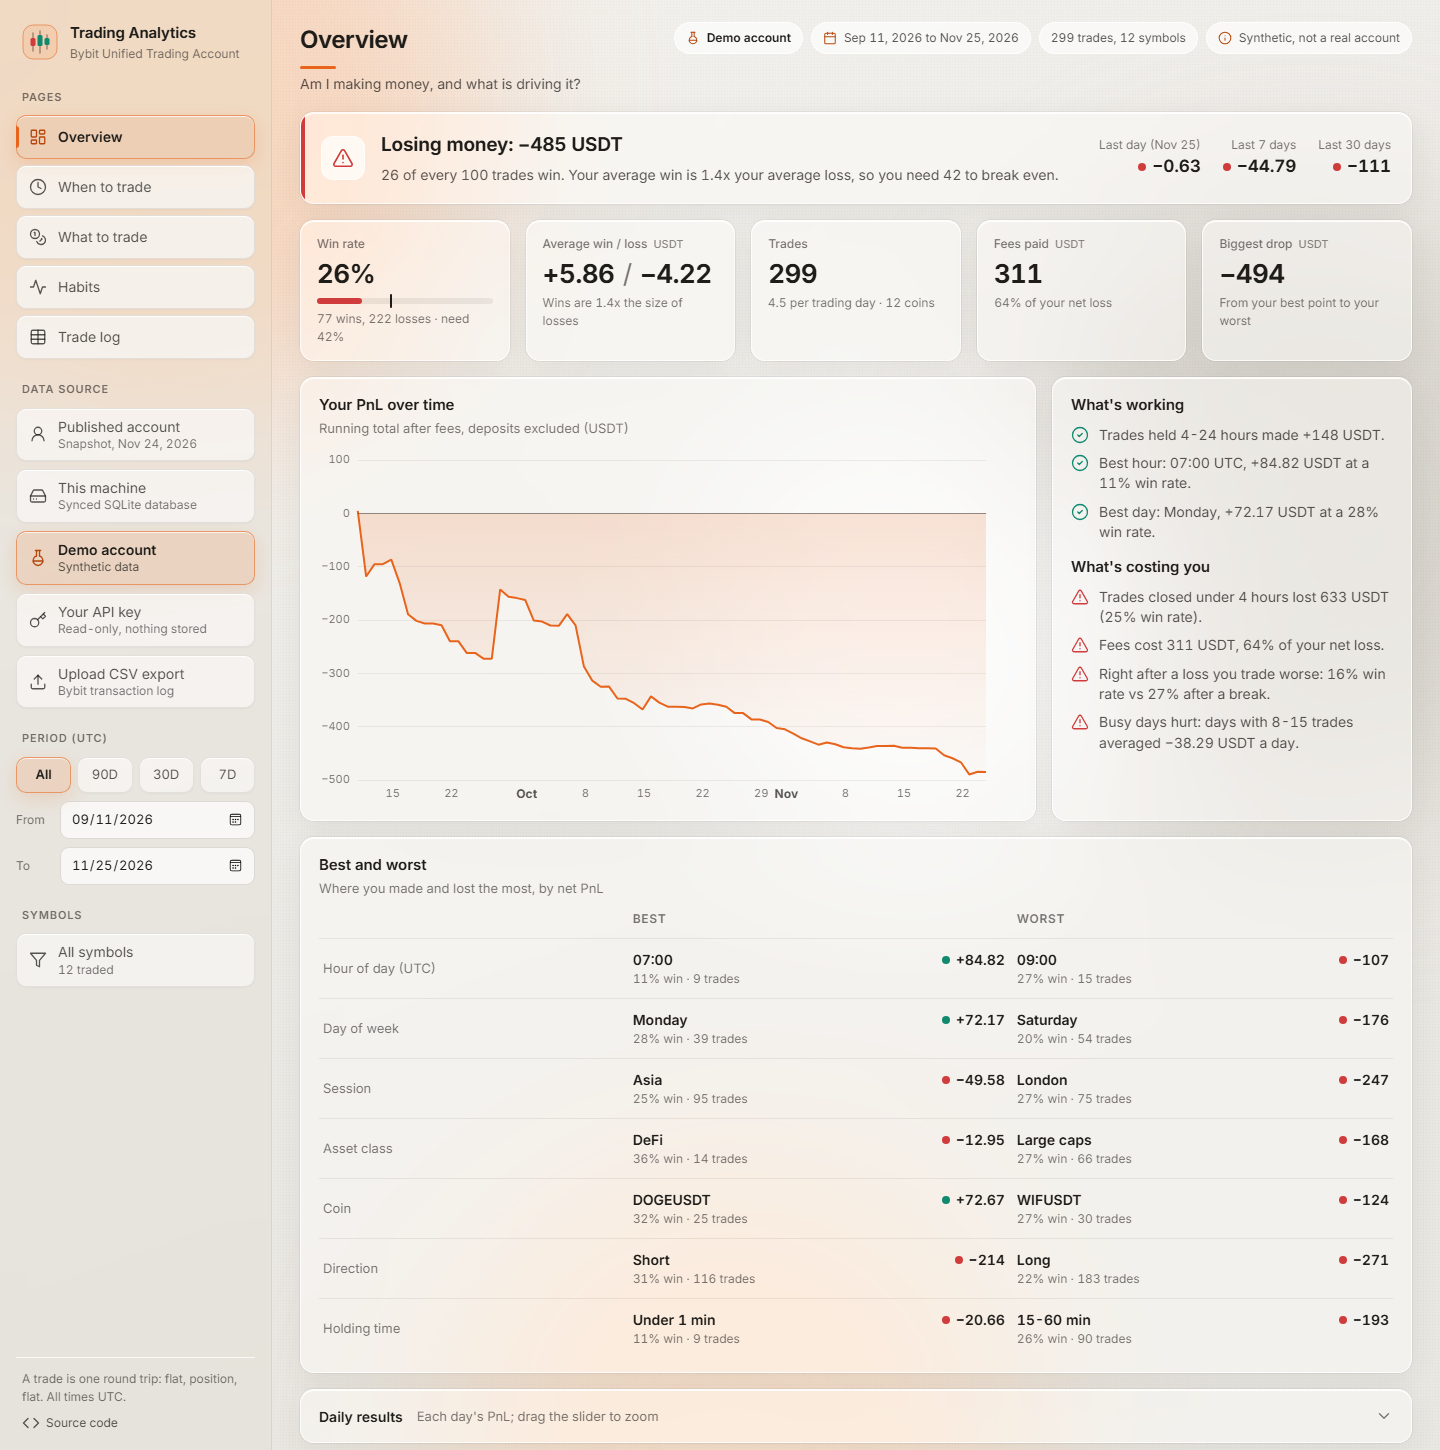 Trading Analytics
Bybit Unified Trading Account
PAGES
Overview
When to trade
What to trade
Habits
Trade log
DATA SOURCE
Published account
Snapshot, Nov 24, 2026
This machine
Synced SQLite database
Demo account
Synthetic data
Your API key
Read-only, nothing stored
Upload CSV export
Bybit transaction log
PERIOD (UTC)
All 90D 30D 7D
From 09/11/2026
To 11/25/2026
SYMBOLS
All symbols
12 traded
A trade is one round trip: flat, position,
flat. All times UTC.
Source code
Overview
Am I making money, and what is driving it?
Demo account
Sep 11, 2026 to Nov 25, 2026
299 trades, 12 symbols
Synthetic, not a real account
Losing money: −485 USDT
26 of every 100 trades win. Your average win is 1.4x your average loss, so you need 42 to break even.
Last day (Nov 25) Last 7 days Last 30 days
−0.63 −44.79 −111
Win rate
26%
77 wins, 222 losses · need
42%
Average win / loss USDT
+5.86 / −4.22
Wins are 1.4x the size of
losses
Trades
299
4.5 per trading day · 12 coins
Fees paid USDT
311
64% of your net loss
Biggest drop USDT
−494
From your best point to your
worst
Your PnL over time
Running total after fees, deposits excluded (USDT)
100
0
−100
−200
−300
−400
−500
15 22 Oct 8 15 22 29 Nov 8 15 22
What's working
Trades held 4-24 hours made +148 USDT.
Best hour: 07:00 UTC, +84.82 USDT at a
11% win rate.
Best day: Monday, +72.17 USDT at a 28%
win rate.
What's costing you
Trades closed under 4 hours lost 633 USDT
(25% win rate).
Fees cost 311 USDT, 64% of your net loss.
Right after a loss you trade worse: 16% win
rate vs 27% after a break.
Busy days hurt: days with 8-15 trades
averaged −38.29 USDT a day.
Best and worst
Where you made and lost the most, by net PnL
BEST WORST
Hour of day (UTC) 07:00 +84.82 09:00 −107
11% win · 9 trades 27% win · 15 trades
Day of week Monday +72.17 Saturday −176
28% win · 39 trades 20% win · 54 trades
Session Asia −49.58 London −247
25% win · 95 trades 27% win · 75 trades
Asset class DeFi −12.95 Large caps −168
36% win · 14 trades 27% win · 66 trades
Coin DOGEUSDT +72.67 WIFUSDT −124
32% win · 25 trades 27% win · 30 trades
Direction Short −214 Long −271
31% win · 116 trades 22% win · 183 trades
Holding time Under 1 min −20.66 15-60 min −193
11% win · 9 trades 26% win · 90 trades
Daily results Each day's PnL; drag the slider to zoom